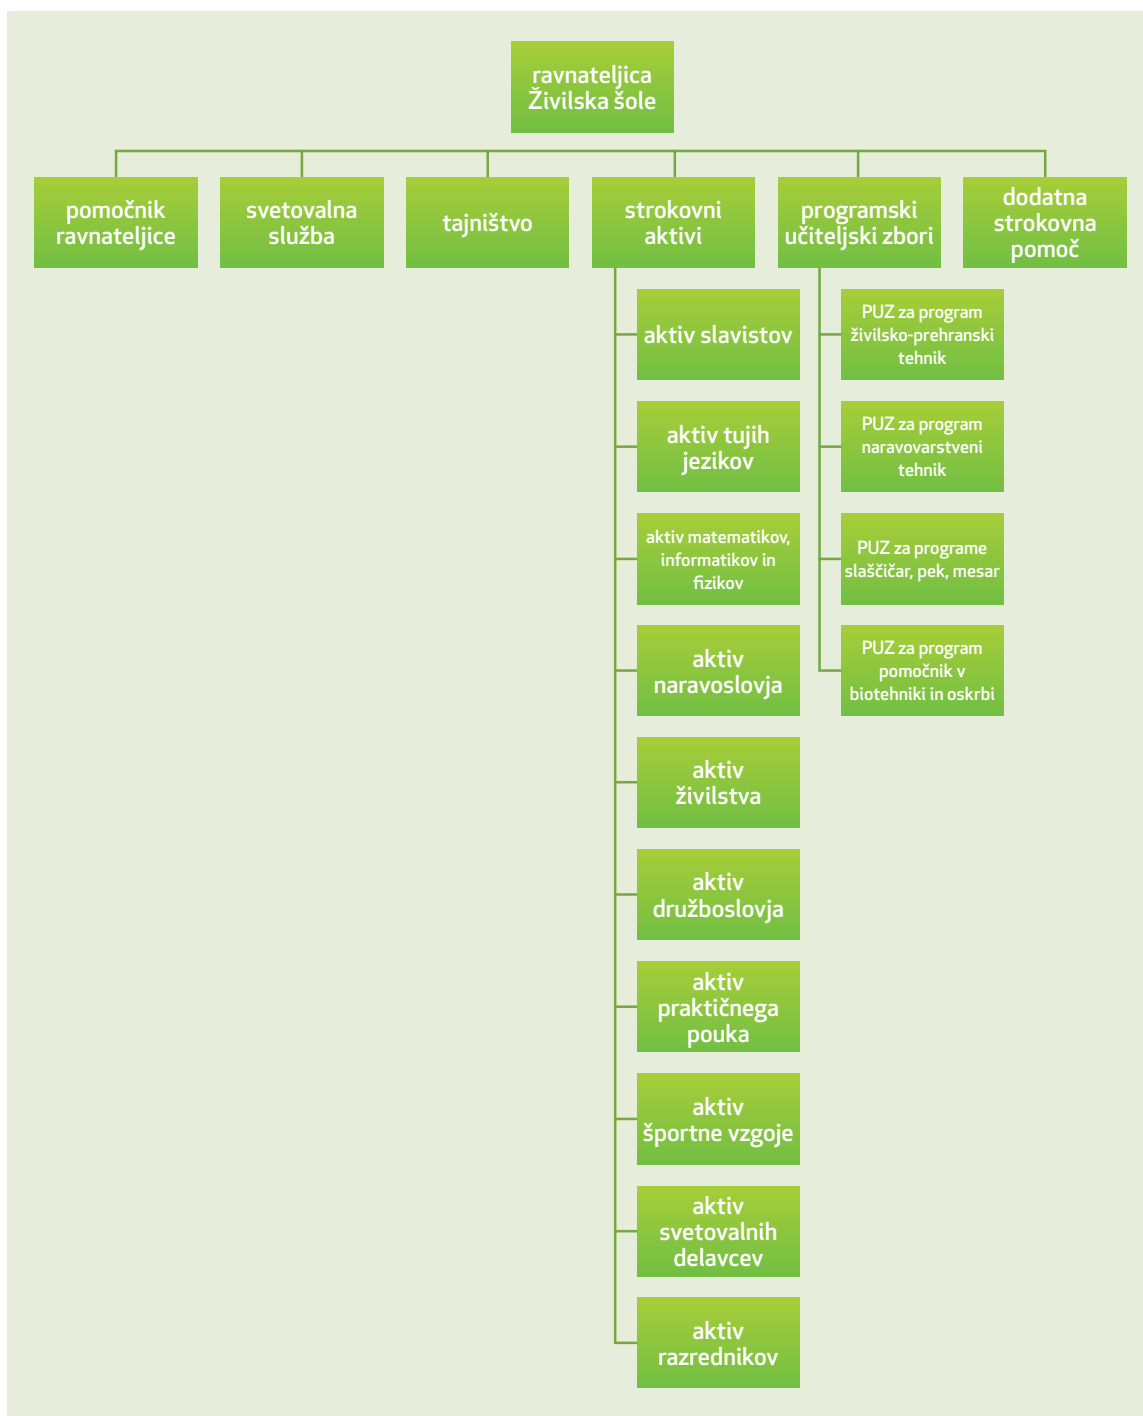 ravnateljica
Živilska šole
pomočnik
ravnateljice
svetovalna
služba
tajništvo
strokovni
aktivi
programski
učiteljski zbori
dodatna
strokovna
pomoč
aktiv slavistov
aktiv tujih
jezikov
aktiv matematikov,
informatikov in
fizikov
aktiv
naravoslovja
aktiv
živilstva
aktiv
družboslovja
aktiv
praktičnega
pouka
aktiv
športne vzgoje
aktiv
svetovalnih
delavcev
aktiv
razrednikov
PUZ za program
živilsko-prehranski
tehnik
PUZ za program
naravovarstveni
tehnik
PUZ za programe
slaščičar, pek, mesar
PUZ za program
pomočnik v
biotehniki in oskrbi